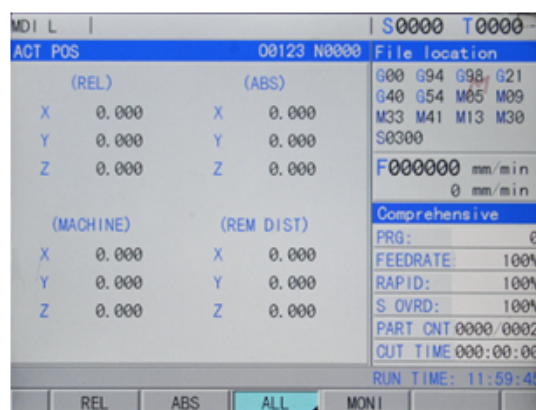 MDI L S0000 T0000
ACT POS O0123 N0000 File location
(REL) (ABS)
X 0.000 X 0.000
Y 0.000 Y 0.000
Z 0.000 Z 0.000
(MACHINE) (REM DIST)
X 0.000 X 0.000
Y 0.000 Y 0.000
Z 0.000 Z 0.000
G00 G94 G98 G21
G40 G54 M05 M09
M33 M41 M13 M30
S0300
F000000 mm/min
0 mm/min
Comprehensive
PRG: 0
FEEDRATE: 100%
RAPID: 100%
S OVRD: 100%
PART CNT 0000/0002
CUT TIME 000:00:00
RUN TIME: 11:59:45
REL ABS ALL MONI